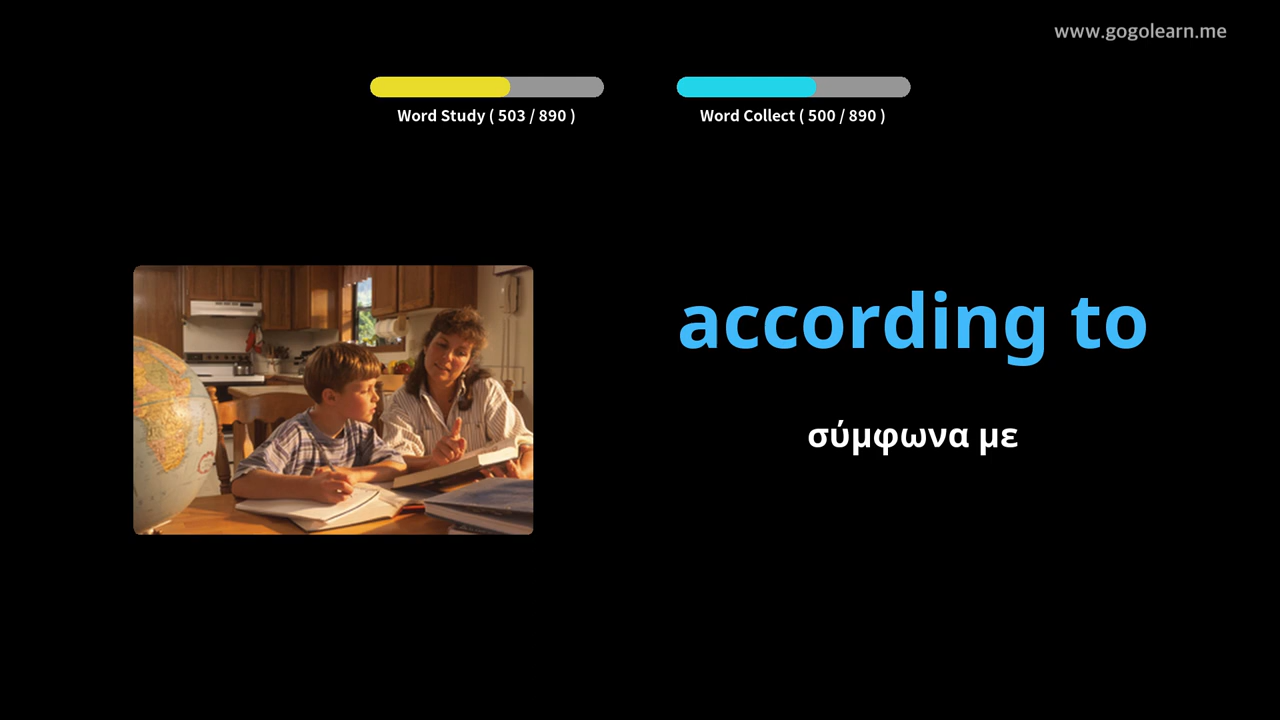 www.gogolearn.me
Word Study ( 503 / 890 )
Word Collect ( 500 / 890 )
according to
σύμφωνα με